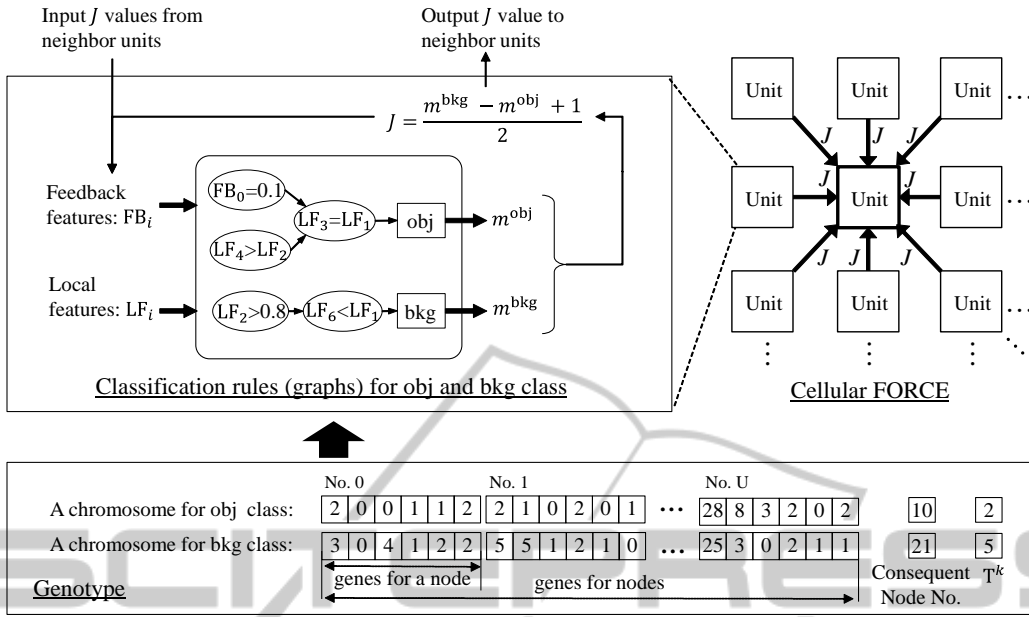 Input J values from
neighbor units
Output J value to
neighbor units
J = (m^bkg − m^obj + 1) / 2
Feedback
features: FB_i
Local
features: LF_i
FB_0=0.1
LF_4>LF_2
LF_3=LF_1
obj
m^obj
LF_2>0.8
LF_6<LF_1
bkg
m^bkg
Classification rules (graphs) for obj and bkg class
Unit Unit Unit ...
J J J
Unit J Unit J Unit ...
J J J
Unit Unit Unit ...
Cellular FORCE
No. 0 No. 1 No. U
A chromosome for obj class: 2 0 0 1 1 2 2 1 0 2 0 1 ... 28 8 3 2 0 2 10 2
A chromosome for bkg class: 3 0 4 1 2 2 5 5 1 2 1 0 ... 25 3 0 2 1 1 21 5
genes for a node
genes for nodes
Consequent
Node No.
T^k
Genotype
SCITEPRESS